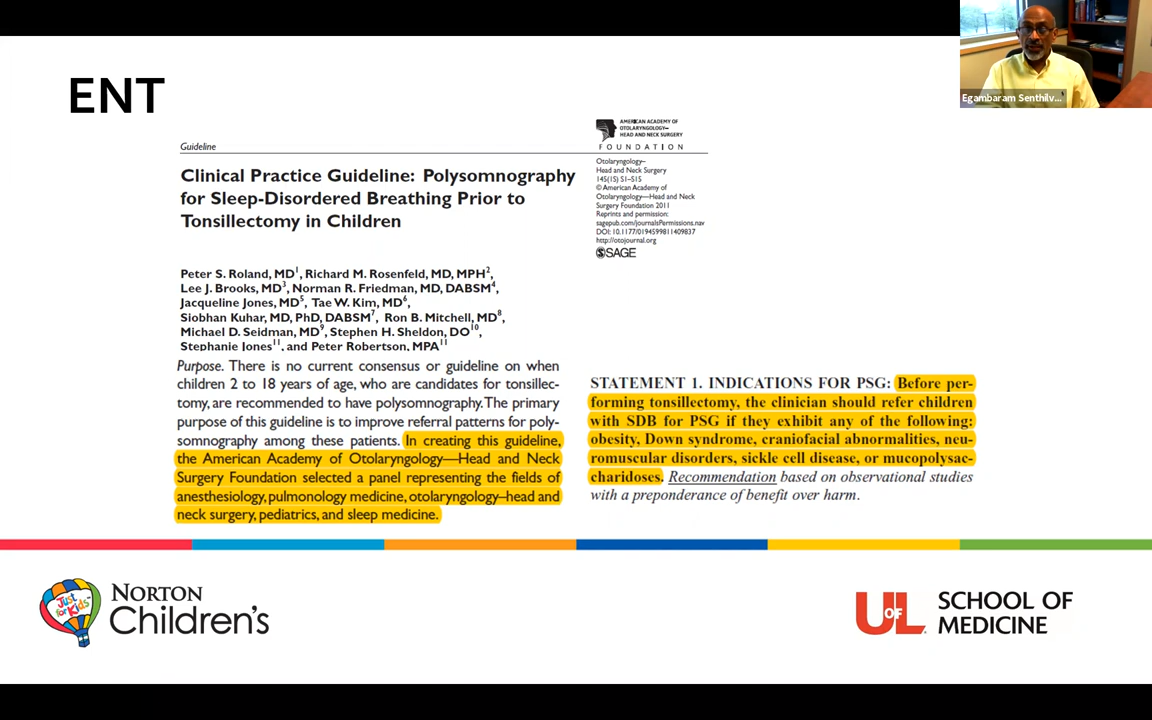 Egambaram Senthilv...
ENT
Guideline
AMERICAN ACADEMY OF
OTOLARYNGOLOGY—
HEAD AND NECK SURGERY
FOUNDATION
Otolaryngology–
Head and Neck Surgery
145(1S) S1–S15
© American Academy of
Otolaryngology—Head and Neck
Surgery Foundation 2011
Reprints and permission:
sagepub.com/journalsPermissions.nav
DOI: 10.1177/0194599811409837
http://otojournal.org
SAGE
Clinical Practice Guideline: Polysomnography
for Sleep-Disordered Breathing Prior to
Tonsillectomy in Children
Peter S. Roland, MD1, Richard M. Rosenfeld, MD, MPH2,
Lee J. Brooks, MD3, Norman R. Friedman, MD, DABSM4,
Jacqueline Jones, MD5, Tae W. Kim, MD6,
Siobhan Kuhar, MD, PhD, DABSM7, Ron B. Mitchell, MD8,
Michael D. Seidman, MD9, Stephen H. Sheldon, DO10,
Stephanie Jones11, and Peter Robertson, MPA11
Purpose. There is no current consensus or guideline on when
children 2 to 18 years of age, who are candidates for tonsillec-
tomy, are recommended to have polysomnography. The primary
purpose of this guideline is to improve referral patterns for poly-
somnography among these patients. In creating this guideline,
the American Academy of Otolaryngology—Head and Neck
Surgery Foundation selected a panel representing the fields of
anesthesiology, pulmonology medicine, otolaryngology–head and
neck surgery, pediatrics, and sleep medicine.
STATEMENT 1. INDICATIONS FOR PSG: Before per-
forming tonsillectomy, the clinician should refer children
with SDB for PSG if they exhibit any of the following:
obesity, Down syndrome, craniofacial abnormalities, neu-
romuscular disorders, sickle cell disease, or mucopolysac-
charidoses. Recommendation based on observational studies
with a preponderance of benefit over harm.
Just for Kids
NORTON
Children's
UofL
SCHOOL OF
MEDICINE